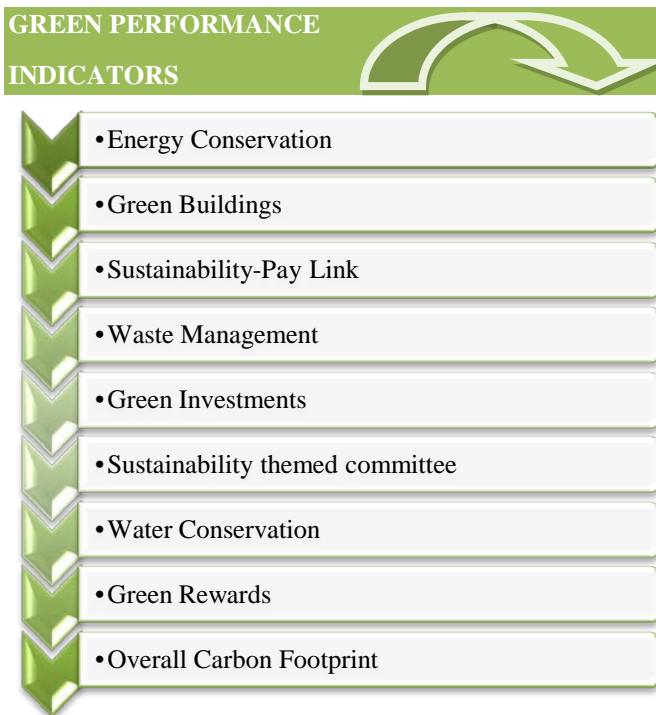 GREEN PERFORMANCE
INDICATORS
•Energy Conservation
•Green Buildings
•Sustainability-Pay Link
•Waste Management
•Green Investments
•Sustainability themed committee
•Water Conservation
•Green Rewards
•Overall Carbon Footprint